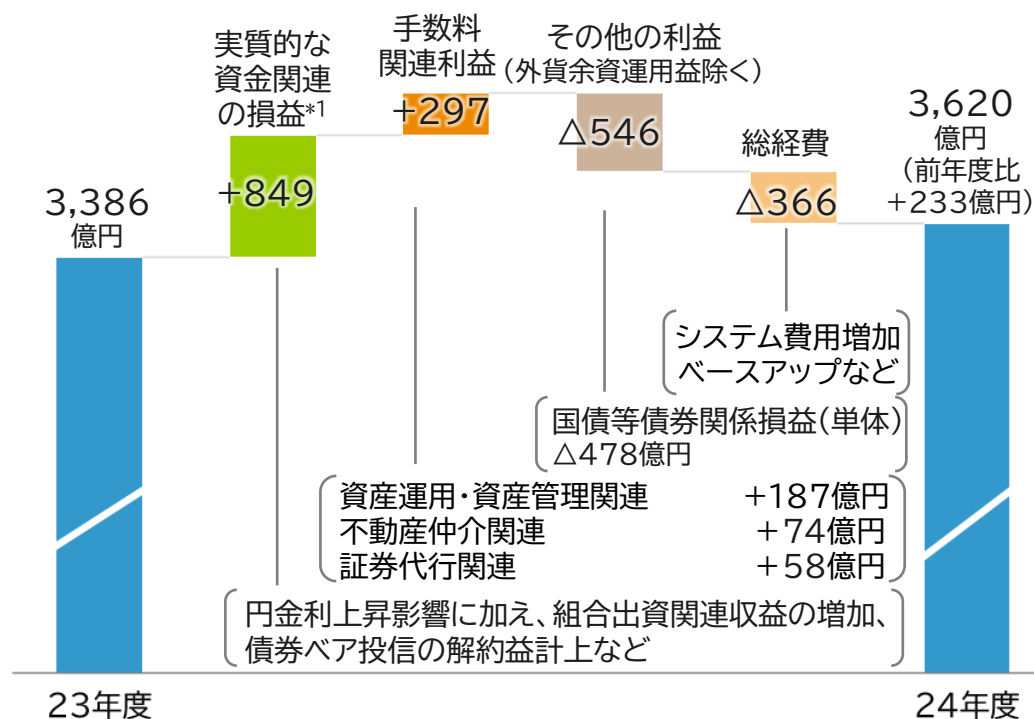 実質的な
資金関連
の損益*1
+849
手数料
関連利益
+297
その他の利益
(外貨余資運用益除く)
△546
総経費
△366
3,386
億円
3,620
億円
(前年度比
+233億円)
システム費用増加
ベースアップなど
国債等債券関係損益(単体)
△478億円
資産運用・資産管理関連 +187億円
不動産仲介関連 +74億円
証券代行関連 +58億円
円金利上昇影響に加え、組合出資関連収益の増加、
債券ベア投信の解約益計上など
23年度
24年度